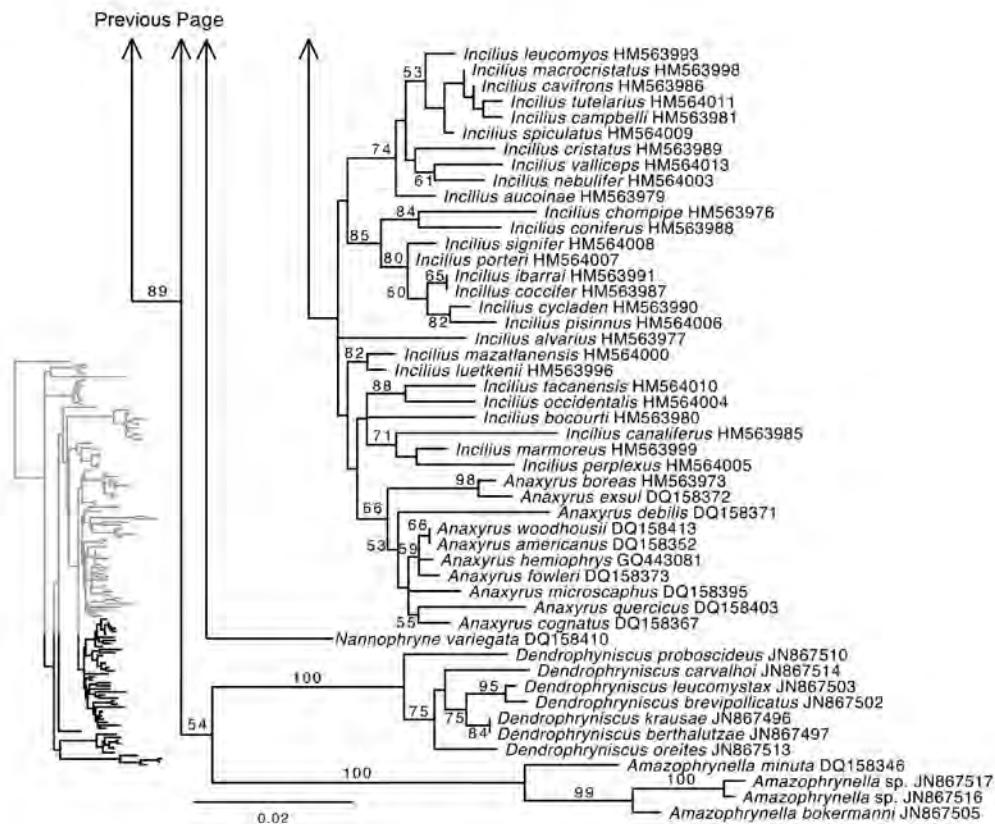 Previous Page
Incilius leucomyos HM563993
53
Incilius macrocristatus HM563998
Incilius cavifrons HM563986
Incilius tutelarius HM564011
Incilius campbelli HM563981
Incilius spiculatus HM564009
74
Incilius cristatus HM563989
Incilius valliceps HM564013
61
Incilius nebulifer HM564003
Incilius aucoinae HM563979
84
Incilius chompipe HM563976
Incilius coniferus HM563988
85
Incilius signifer HM564008
80
Incilius porteri HM564007
65
Incilius ibarrai HM563991
Incilius coccifer HM563987
50
Incilius cycladen HM563990
82
Incilius pisinnus HM564006
89
Incilius alvarius HM563977
82
Incilius mazatlanensis HM564000
Incilius luetkenii HM563996
88
Incilius tacanensis HM564010
Incilius occidentalis HM564004
Incilius bocourti HM563980
71
Incilius canaliferus HM563985
Incilius marmoreus HM563999
Incilius perplexus HM564005
98
Anaxyrus boreas HM563973
Anaxyrus exsul DQ158372
66
Anaxyrus debilis DQ158371
68
Anaxyrus woodhousii DQ158413
53
59
Anaxyrus americanus DQ158352
Anaxyrus hemiophrys GQ443081
Anaxyrus fowleri DQ158373
Anaxyrus microscaphus DQ158395
Anaxyrus quercicus DQ158403
55
Anaxyrus cognatus DQ158367
Nannophryne variegata DQ158410
Dendrophryniscus proboscideus JN867510
100
Dendrophryniscus carvalhoi JN867514
95
Dendrophryniscus leucomystax JN867503
Dendrophryniscus brevipollicatus JN867502
75
75
Dendrophryniscus krausae JN867496
54
84
Dendrophryniscus berthalutzae JN867497
Dendrophryniscus oreites JN867513
Amazophrynella minuta DQ158346
100
100
Amazophrynella sp. JN867517
99
Amazophrynella sp. JN867516
Amazophrynella bokermanni JN867505
0.02